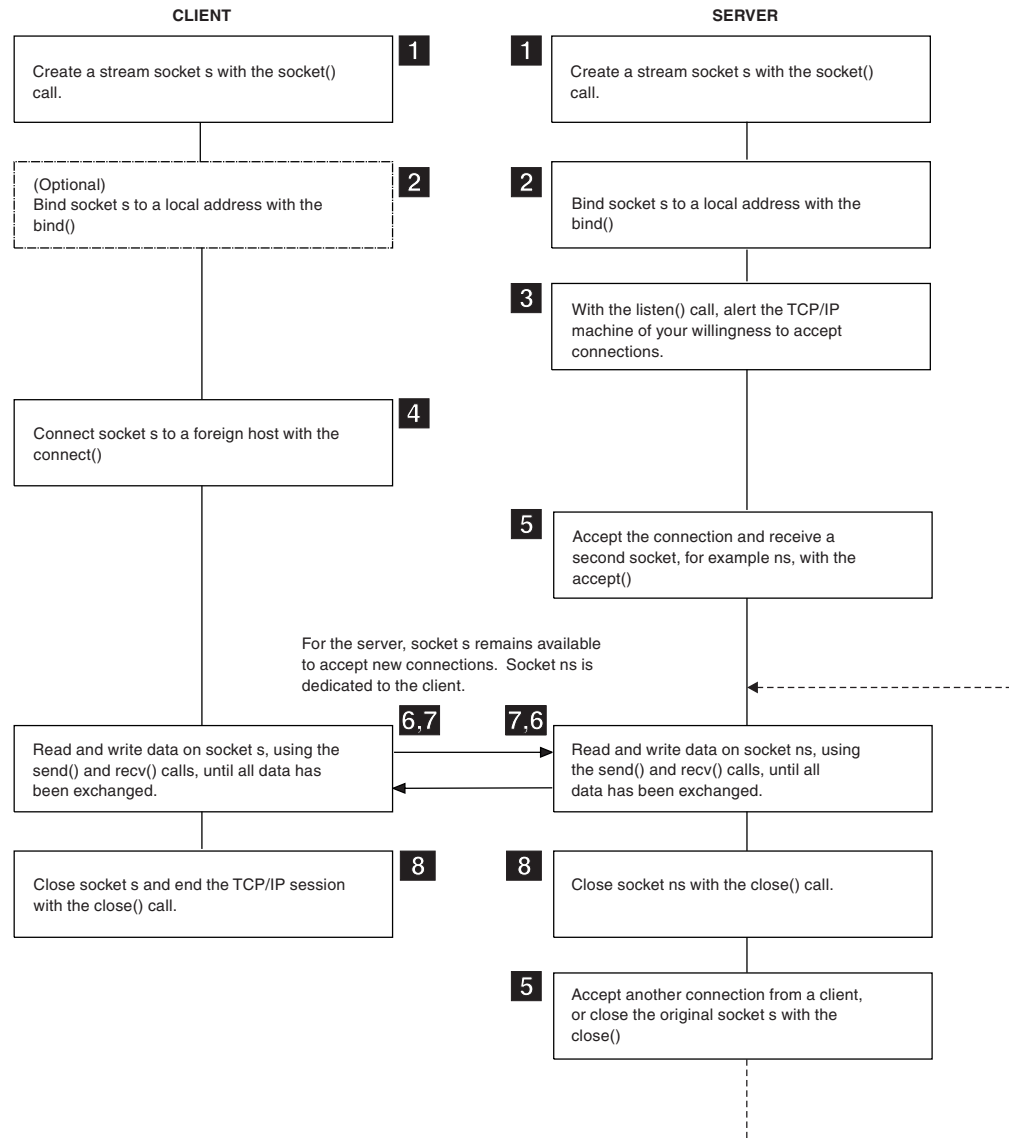 CLIENT
SERVER
1
1
Create a stream socket s with the socket()
call.
Create a stream socket s with the socket()
call.
2
2
(Optional)
Bind socket s to a local address with the
bind()
Bind socket s to a local address with the
bind()
3
With the listen() call, alert the TCP/IP
machine of your willingness to accept
connections.
4
Connect socket s to a foreign host with the
connect()
5
Accept the connection and receive a
second socket, for example ns, with the
accept()
For the server, socket s remains available
to accept new connections. Socket ns is
dedicated to the client.
6,7
7,6
Read and write data on socket s, using the
send() and recv() calls, until all data has
been exchanged.
Read and write data on socket ns, using
the send() and recv() calls, until all
data has been exchanged.
8
8
Close socket s and end the TCP/IP session
with the close() call.
Close socket ns with the close() call.
5
Accept another connection from a client,
or close the original socket s with the
close()